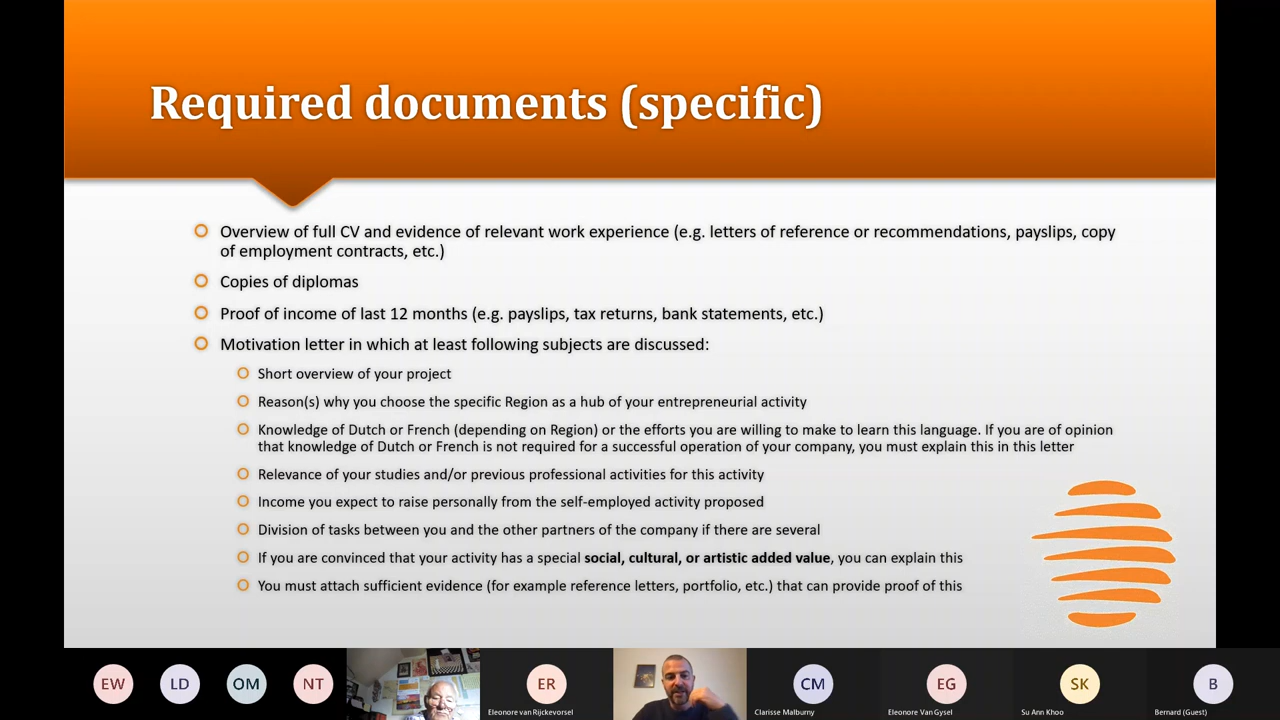 Required documents (specific)
Overview of full CV and evidence of relevant work experience (e.g. letters of reference or recommendations, payslips, copy
of employment contracts, etc.)
Copies of diplomas
Proof of income of last 12 months (e.g. payslips, tax returns, bank statements, etc.)
Motivation letter in which at least following subjects are discussed:
Short overview of your project
Reason(s) why you choose the specific Region as a hub of your entrepreneurial activity
Knowledge of Dutch or French (depending on Region) or the efforts you are willing to make to learn this language. If you are of opinion
that knowledge of Dutch or French is not required for a successful operation of your company, you must explain this in this letter
Relevance of your studies and/or previous professional activities for this activity
Income you expect to raise personally from the self-employed activity proposed
Division of tasks between you and the other partners of the company if there are several
If you are convinced that your activity has a special social, cultural, or artistic added value, you can explain this
You must attach sufficient evidence (for example reference letters, portfolio, etc.) that can provide proof of this
EW LD OM NT ER CM EG SK B
Eleonore van Rijckevorsel Clarisse Malburny Eleonore Van Gysel Su Ann Khoo Bernard (Guest)